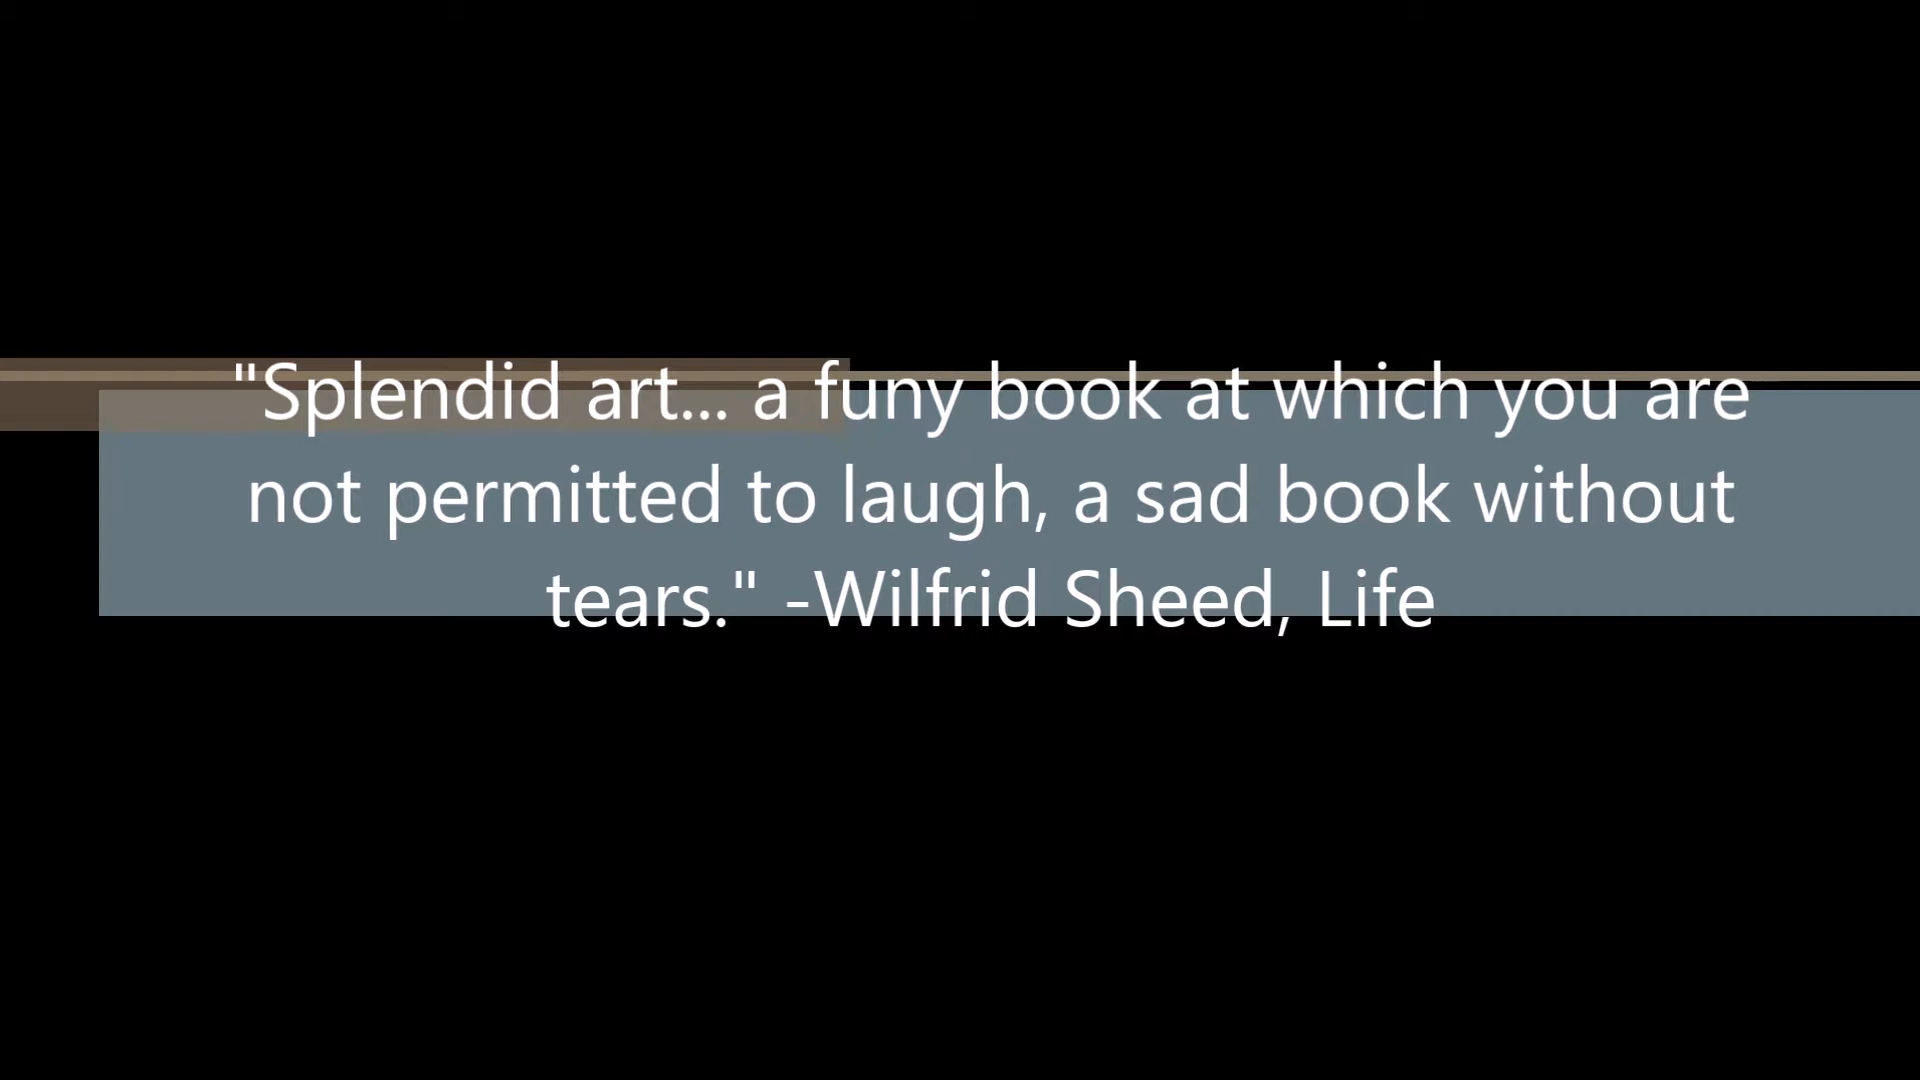 "Splendid art... a funy book at which you are
not permitted to laugh, a sad book without
tears." -Wilfrid Sheed, Life